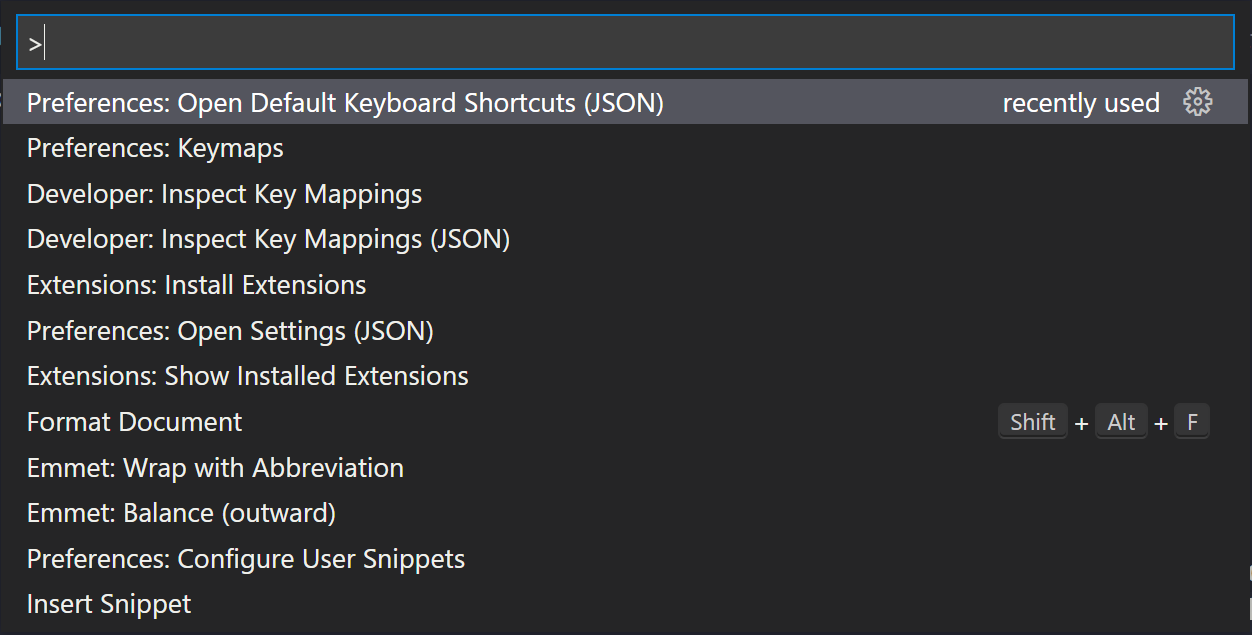 >
Preferences: Open Default Keyboard Shortcuts (JSON) recently used
Preferences: Keymaps
Developer: Inspect Key Mappings
Developer: Inspect Key Mappings (JSON)
Extensions: Install Extensions
Preferences: Open Settings (JSON)
Extensions: Show Installed Extensions
Format Document Shift + Alt + F
Emmet: Wrap with Abbreviation
Emmet: Balance (outward)
Preferences: Configure User Snippets
Insert Snippet